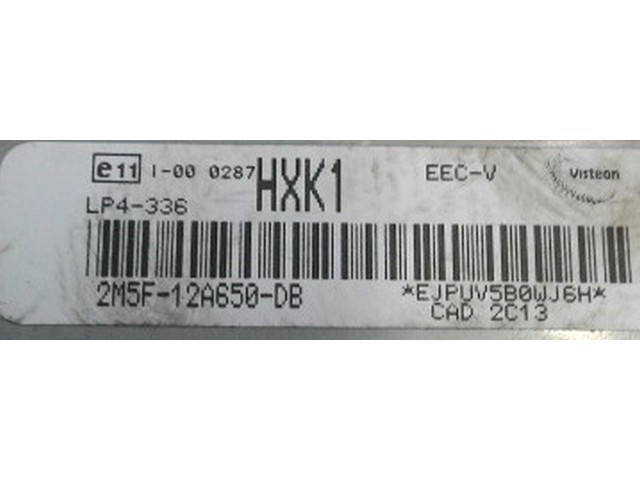 e11 I-00 0287 HXK1 EEC-V Visteon
LP4-336
2M5F-12A650-DB *EJPUV5B0WJ6H*
CAD 2C13